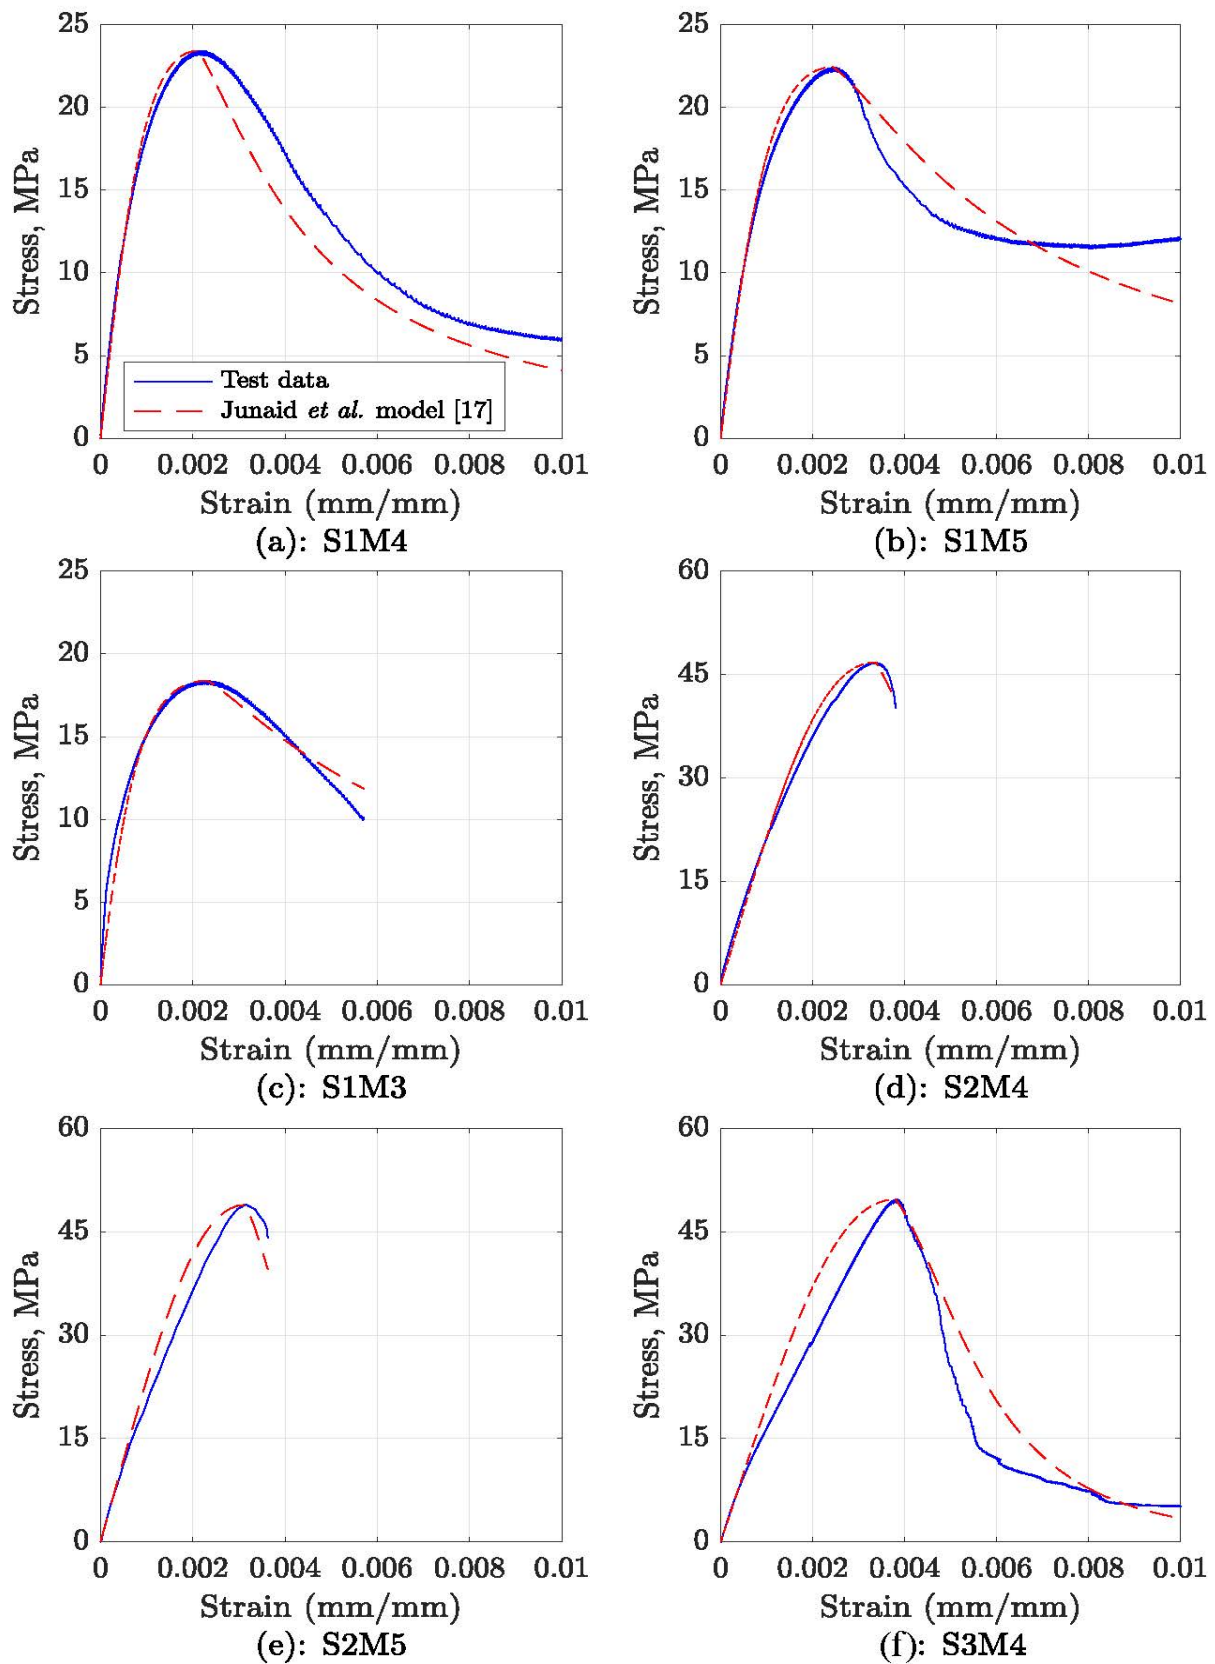 25
20
15
10
5
0
Stress, MPa
Test data
Junaid et al. model [17]
0 0.002 0.004 0.006 0.008 0.01
Strain (mm/mm)
(a): S1M4
25
20
15
10
5
0
Stress, MPa
0 0.002 0.004 0.006 0.008 0.01
Strain (mm/mm)
(b): S1M5
25
20
15
10
5
0
Stress, MPa
0 0.002 0.004 0.006 0.008 0.01
Strain (mm/mm)
(c): S1M3
60
45
30
15
0
Stress, MPa
0 0.002 0.004 0.006 0.008 0.01
Strain (mm/mm)
(d): S2M4
60
45
30
15
0
Stress, MPa
0 0.002 0.004 0.006 0.008 0.01
Strain (mm/mm)
(e): S2M5
60
45
30
15
0
Stress, MPa
0 0.002 0.004 0.006 0.008 0.01
Strain (mm/mm)
(f): S3M4